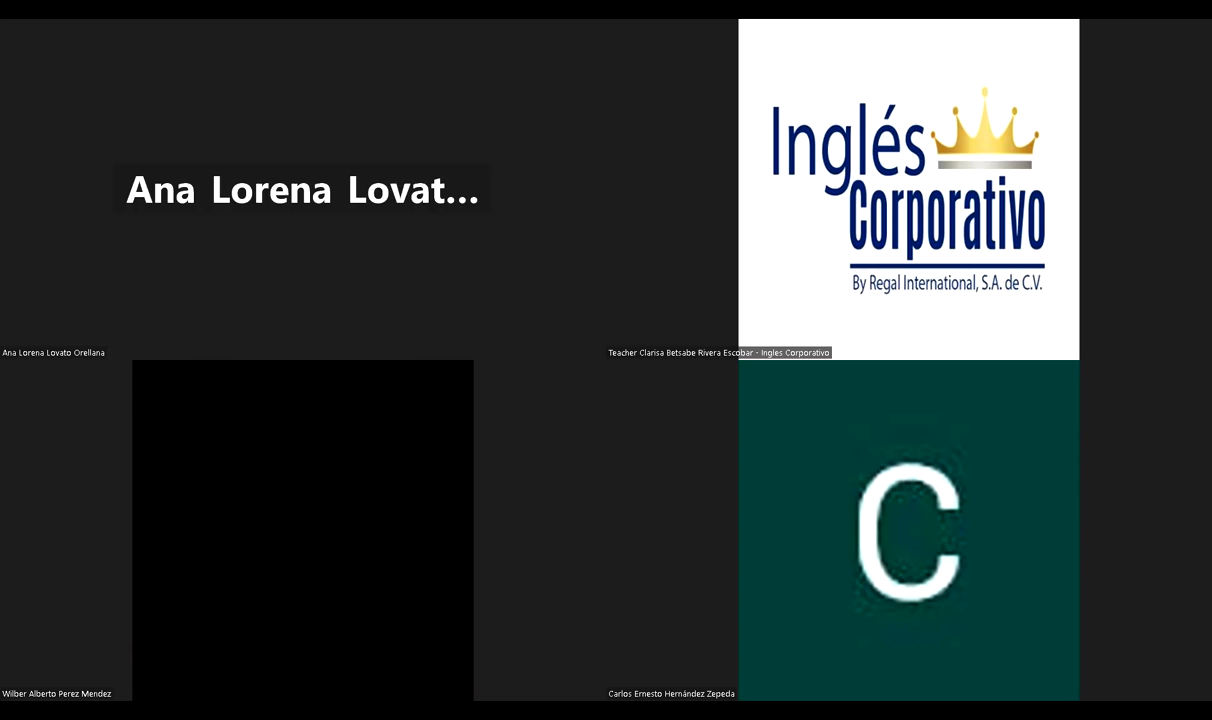 Ana Lorena Lovat...
Ana Lorena Lovato Orellana
Inglés
Corporativo
By Regal International, S.A. de C.V.
Teacher Clarisa Betsabe Rivera Escobar - Ingles Corporativo
Wilber Alberto Perez Mendez
C
Carlos Ernesto Hernández Zepeda